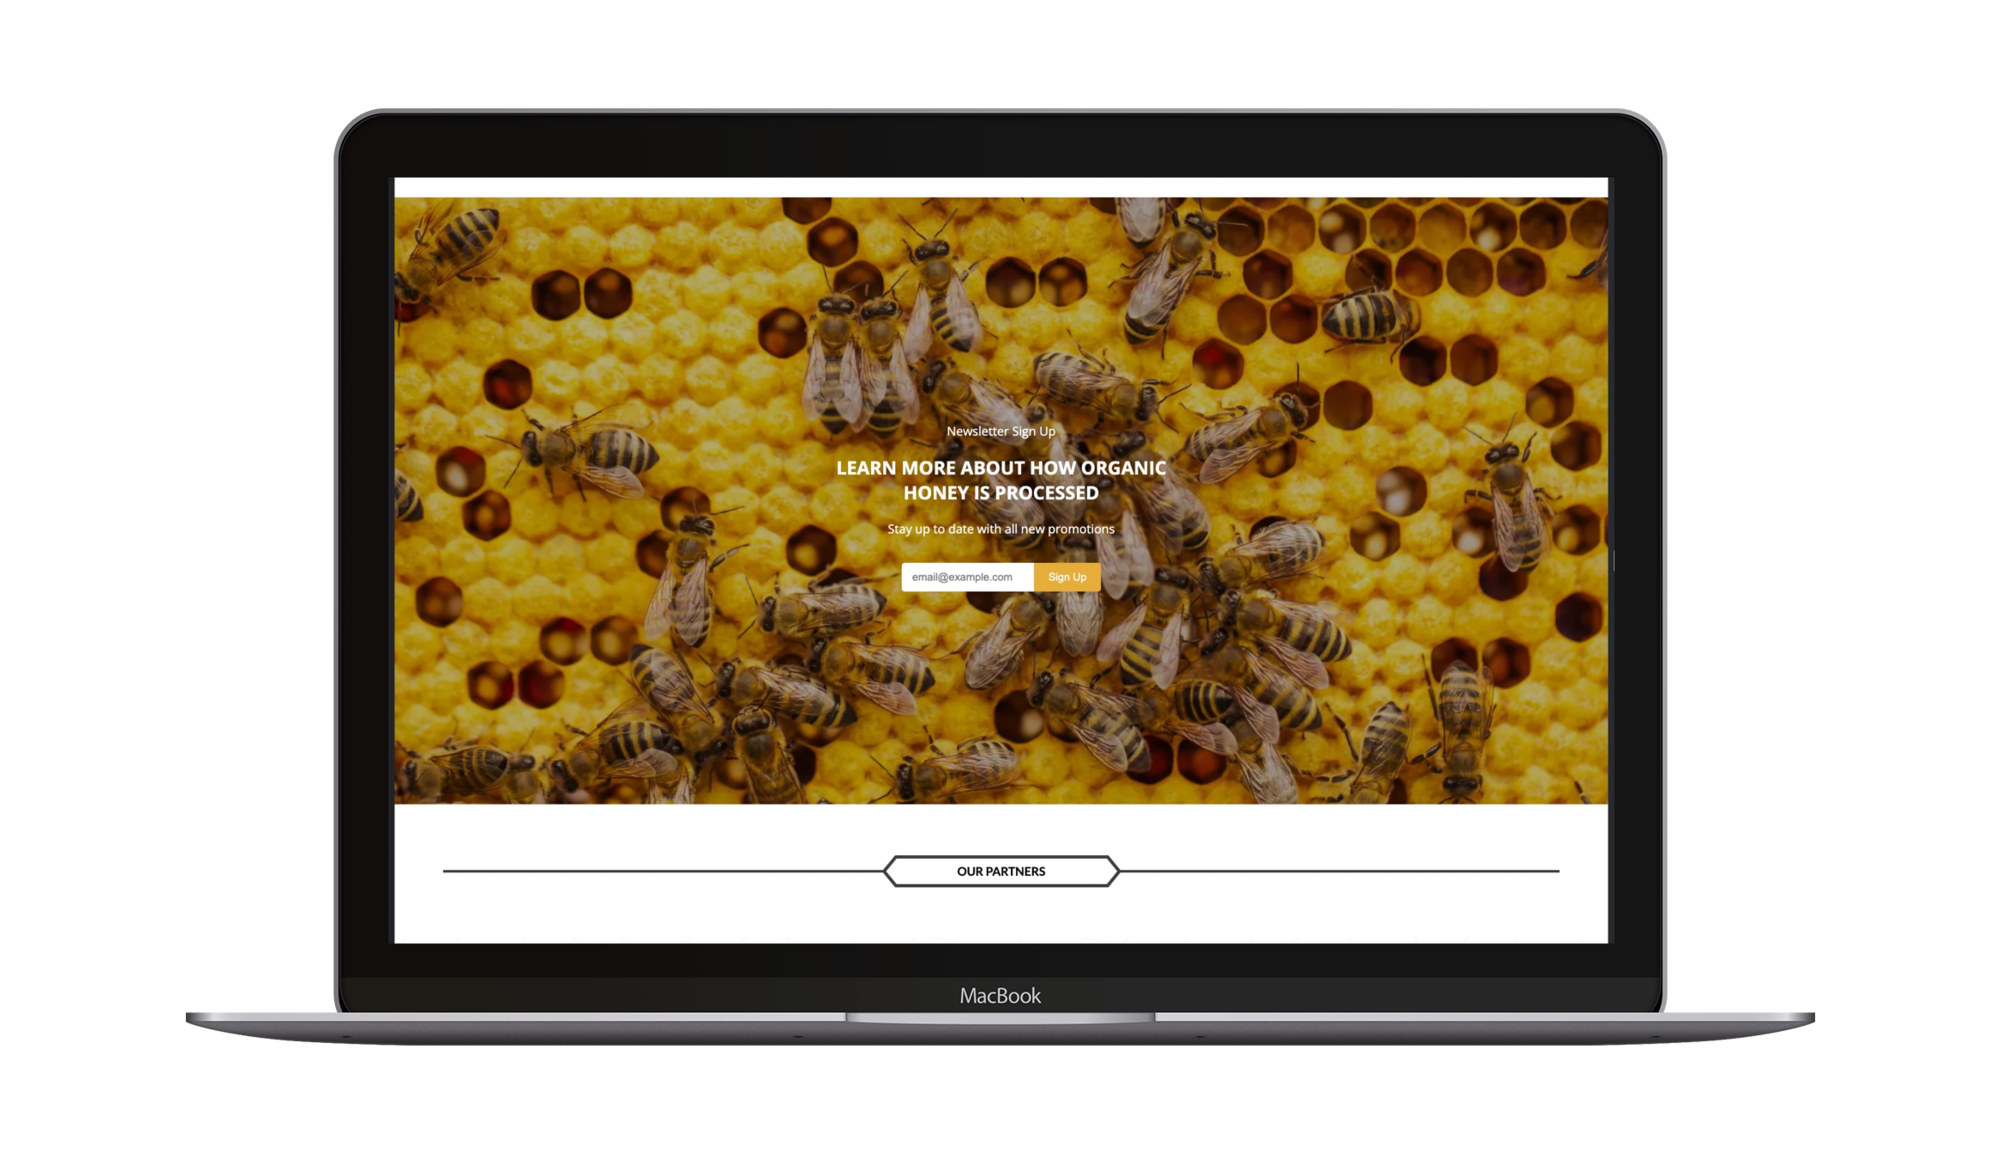 Newsletter Sign Up
LEARN MORE ABOUT HOW ORGANIC
HONEY IS PROCESSED
Stay up to date with all new promotions
email@example.com Sign Up
OUR PARTNERS
MacBook